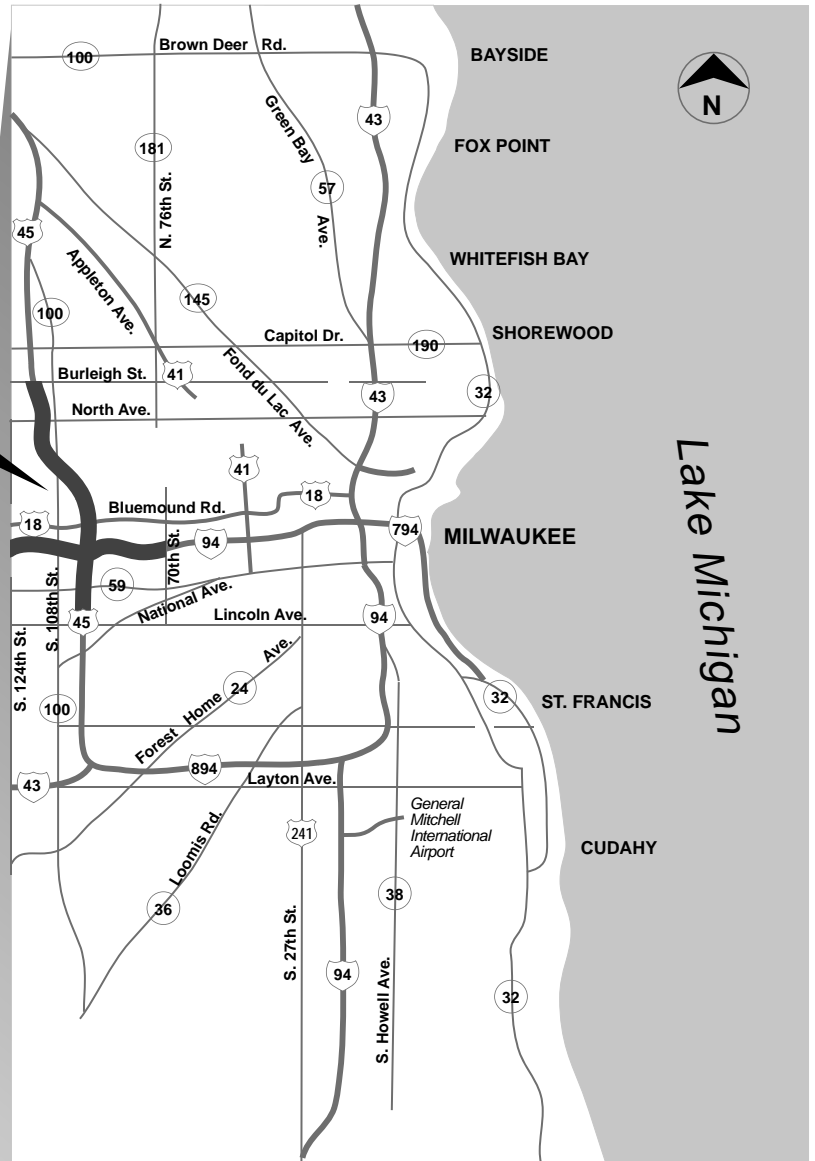 Brown Deer Rd.
100
BAYSIDE
N
Green Bay
Ave.
43
FOX POINT
181
57
N. 76th St.
45
WHITEFISH BAY
Appleton Ave.
145
100
Capitol Dr.
190
SHOREWOOD
Fond du Lac Ave.
Burleigh St.
41
43
32
North Ave.
Lake Michigan
41
18
Bluemound Rd.
18
94
794
MILWAUKEE
70th St.
59
National Ave.
S. 108th St.
45
Lincoln Ave.
94
S. 124th St.
Forest Home Ave.
24
32
ST. FRANCIS
100
894
43
Layton Ave.
General
Mitchell
International
Airport
241
Loomis Rd.
CUDAHY
36
38
S. 27th St.
94
S. Howell Ave.
32